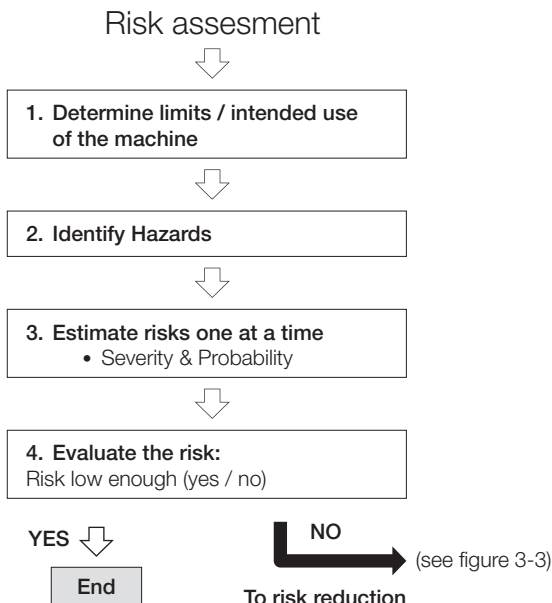 Risk assesment
1. Determine limits / intended use
of the machine
2. Identify Hazards
3. Estimate risks one at a time
• Severity & Probability
4. Evaluate the risk:
Risk low enough (yes / no)
YES
NO
(see figure 3-3)
End
To risk reduction